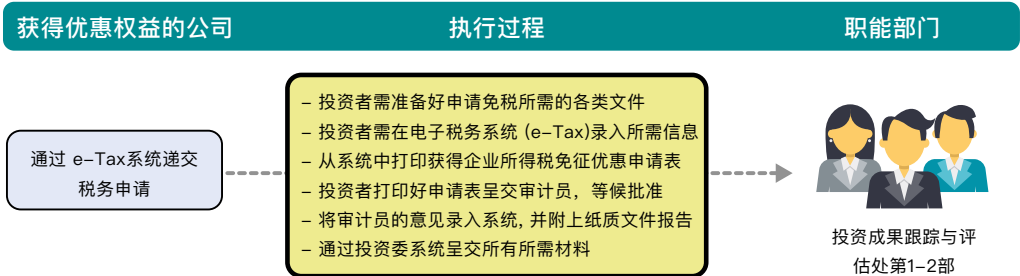 获得优惠权益的公司 执行过程 职能部门
通过 e-Tax系统递交
税务申请
– 投资者需准备好申请免税所需的各类文件
– 投资者需在电子税务系统 (e-Tax)录入所需信息
– 从系统中打印获得企业所得税免征优惠申请表
– 投资者打印好申请表呈交审计员，等候批准
– 将审计员的意见录入系统, 并附上纸质文件报告
– 通过投资委系统呈交所有所需材料
投资成果跟踪与评
估处第1-2部